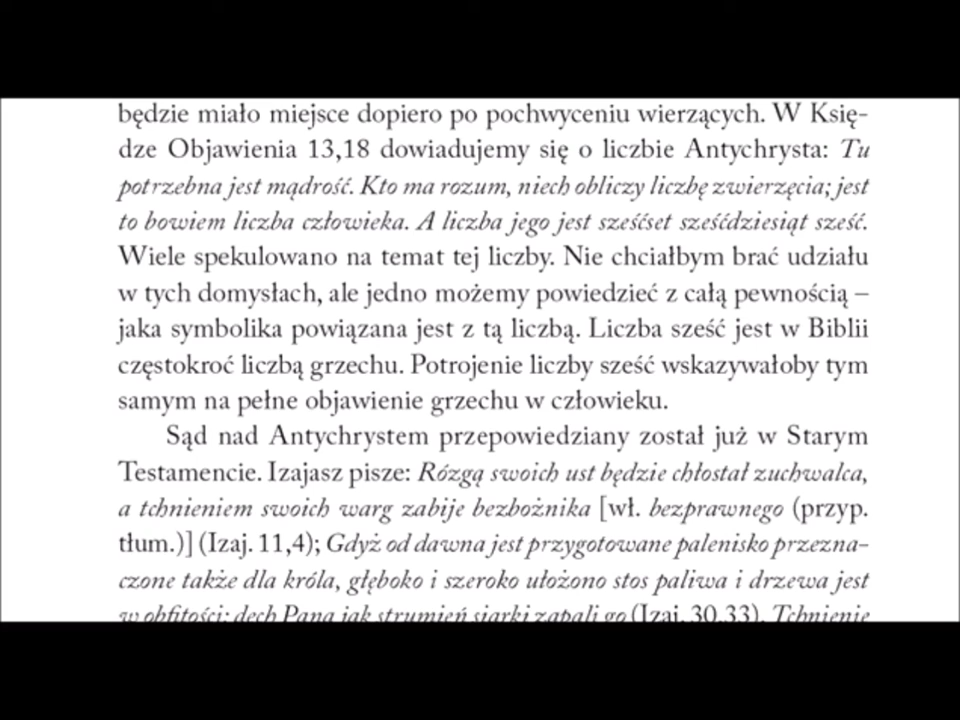 będzie miało miejsce dopiero po pochwyceniu wierzących. W Księ-
dze Objawienia 13,18 dowiadujemy się o liczbie Antychrysta: Tu
potrzebna jest mądrość. Kto ma rozum, niech obliczy liczbę zwierzęcia; jest
to bowiem liczba człowieka. A liczba jego jest sześćset sześćdziesiąt sześć.
Wiele spekulowano na temat tej liczby. Nie chciałbym brać udziału
w tych domysłach, ale jedno możemy powiedzieć z całą pewnością –
jaka symbolika powiązana jest z tą liczbą. Liczba sześć jest w Biblii
częstokroć liczbą grzechu. Potrojenie liczby sześć wskazywałoby tym
samym na pełne objawienie grzechu w człowieku.
Sąd nad Antychrystem przepowiedziany został już w Starym
Testamencie. Izajasz pisze: Rózgą swoich ust będzie chłostał zuchwalca,
a tchnieniem swoich warg zabije bezbożnika [wł. bezprawnego (przyp.
tłum.)] (Izaj. 11,4); Gdyż od dawna jest przygotowane palenisko przezna-
czone także dla króla, głęboko i szeroko ułożono stos paliwa i drzewa jest
w obfitości; dech Pana jak strumień siarki zapali go (Izaj. 30,33). Tchnienie